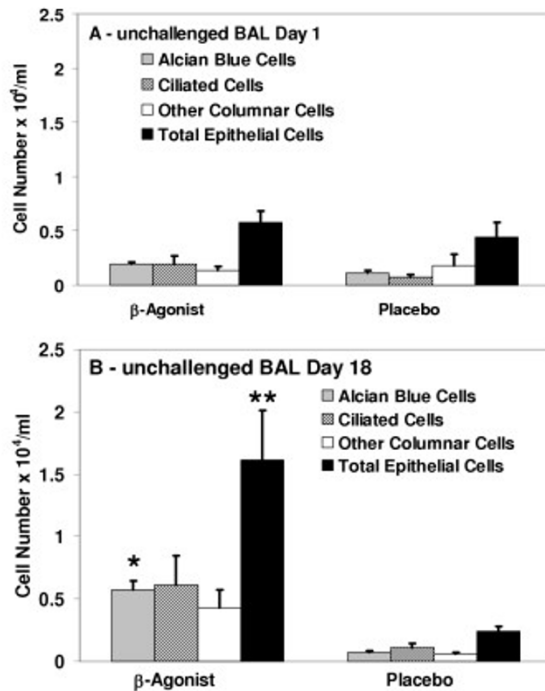 A - unchallenged BAL Day 1
Alcian Blue Cells
Ciliated Cells
Other Columnar Cells
Total Epithelial Cells
Cell Number x 10⁴/ml
2.5
2
1.5
1
0.5
0
β-Agonist
Placebo
B - unchallenged BAL Day 18
Alcian Blue Cells
Ciliated Cells
Other Columnar Cells
Total Epithelial Cells
Cell Number x 10⁴/ml
2.5
2
1.5
1
0.5
0
*
**
β-Agonist
Placebo